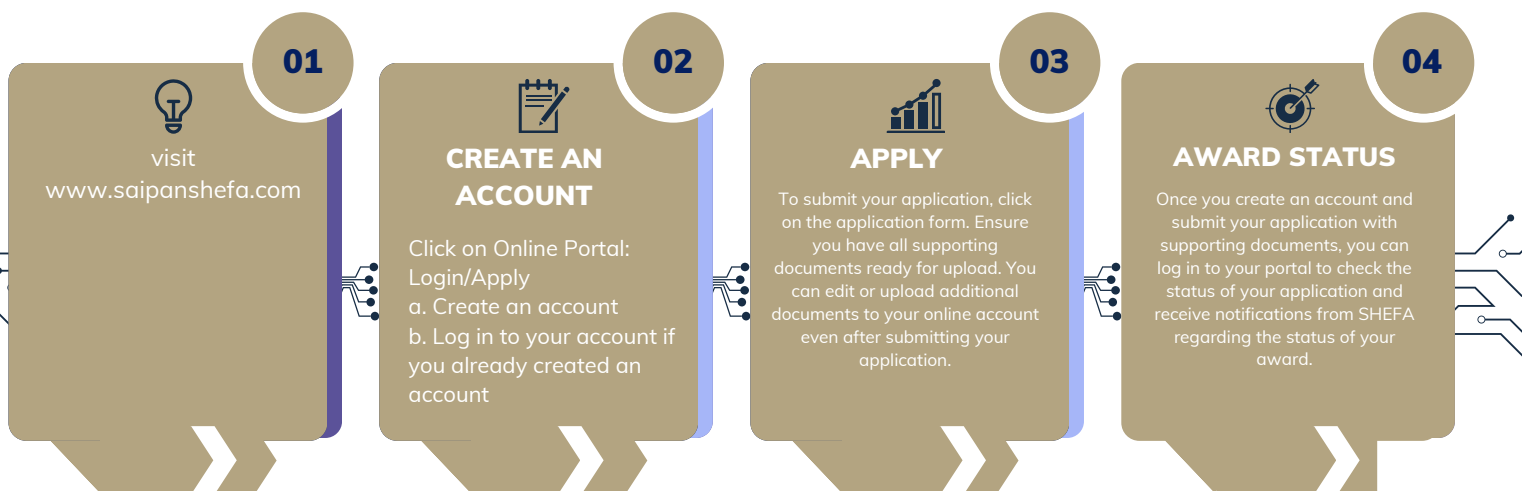 01
visit
www.saipanshefa.com
02
CREATE AN
ACCOUNT
Click on Online Portal:
Login/Apply
a. Create an account
b. Log in to your account if
you already created an
account
03
APPLY
To submit your application, click
on the application form. Ensure
you have all supporting
documents ready for upload. You
can edit or upload additional
documents to your online account
even after submitting your
application.
04
AWARD STATUS
Once you create an account and
submit your application with
supporting documents, you can
log in to your portal to check the
status of your application and
receive notifications from SHEFA
regarding the status of your
award.